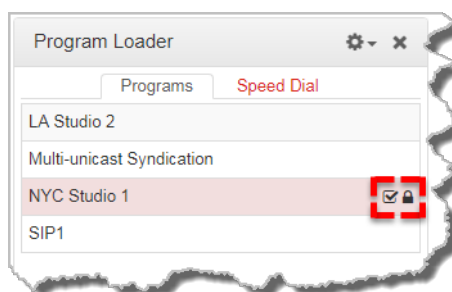 Program Loader
Programs Speed Dial
LA Studio 2
Multi-unicast Syndication
NYC Studio 1
SIP1